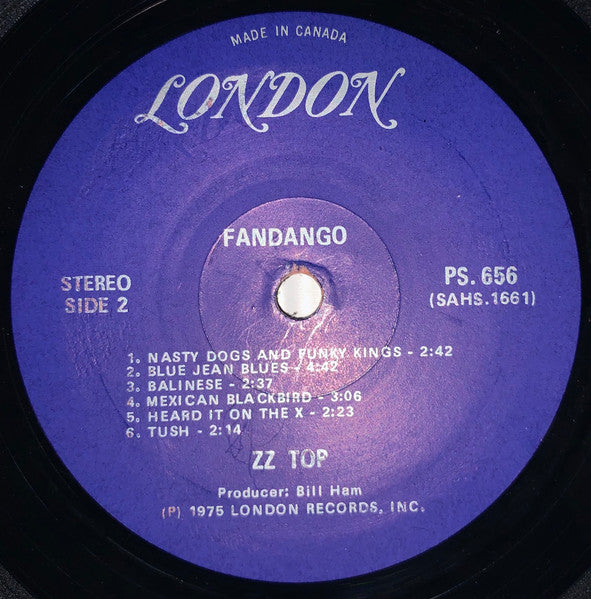 MADE IN CANADA
LONDON
FANDANGO
STEREO
SIDE 2
PS. 656
(SAHS.1661)
1. NASTY DOGS AND FUNKY KINGS - 2:42
2. BLUE JEAN BLUES - 4:42
3. BALINESE - 2:37
4. MEXICAN BLACKBIRD - 3:06
5. HEARD IT ON THE X - 2:23
6. TUSH - 2:14
ZZ TOP
Producer: Bill Ham
(P) 1975 LONDON RECORDS, INC.